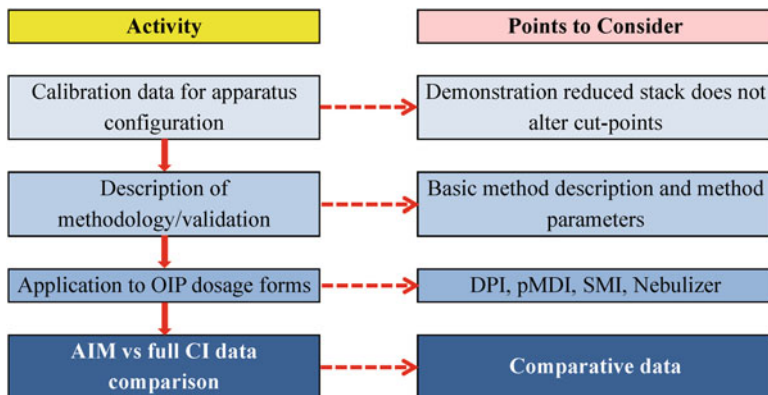 Activity
Points to Consider
Calibration data for apparatus
configuration
Demonstration reduced stack does not
alter cut-points
Description of
methodology/validation
Basic method description and method
parameters
Application to OIP dosage forms
DPI, pMDI, SMI, Nebulizer
AIM vs full CI data
comparison
Comparative data